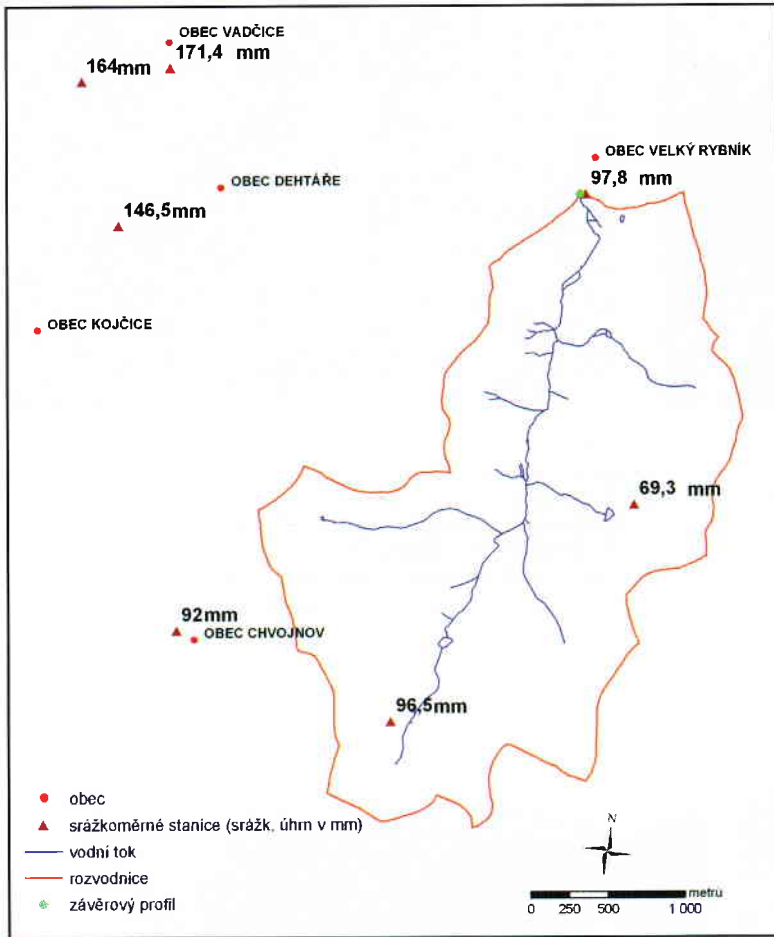 OBEC VADČICE
171,4 mm
164mm
OBEC VELKÝ RYBNÍK
97,8 mm
OBEC DEHTÁŘE
146,5mm
OBEC KOJČICE
69,3 mm
92mm
OBEC CHVOJNOV
96,5mm
obec
srážkoměrné stanice (srážk, úhrn v mm)
vodní tok
rozvodnice
závěrový profil
N
metrů
0 250 500 1 000